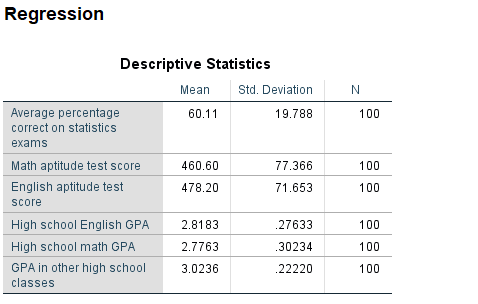 Regression
Descriptive Statistics
Mean Std. Deviation N
Average percentage
correct on statistics
exams 60.11 19.788 100
Math aptitude test score 460.60 77.366 100
English aptitude test
score 478.20 71.653 100
High school English GPA 2.8183 .27633 100
High school math GPA 2.7763 .30234 100
GPA in other high school
classes 3.0236 .22220 100